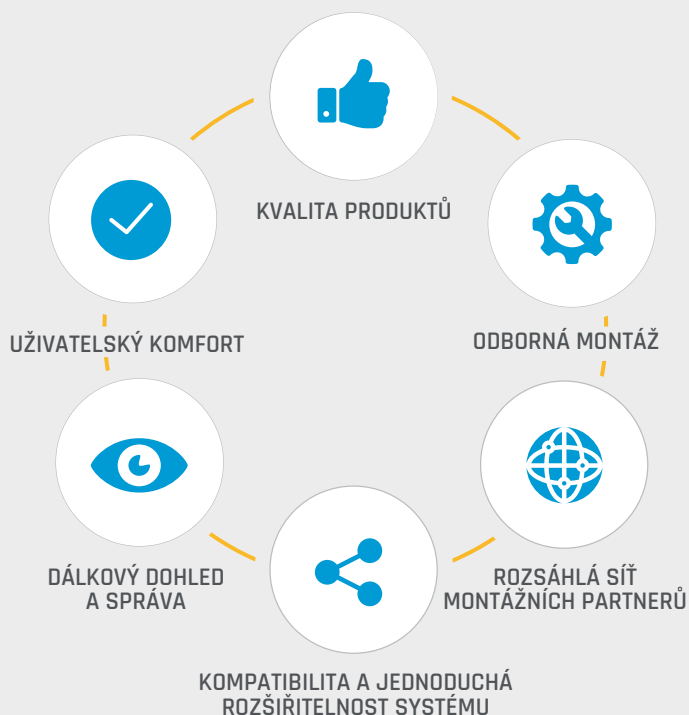 KVALITA PRODUKTŮ
UŽIVATELSKÝ KOMFORT
ODBORNÁ MONTÁŽ
DÁLKOVÝ DOHLED
A SPRÁVA
ROZSÁHLÁ SÍŤ
MONTÁŽNÍCH PARTNERŮ
KOMPATIBILITA A JEDNODUCHÁ
ROZŠIŘITELNOST SYSTÉMU